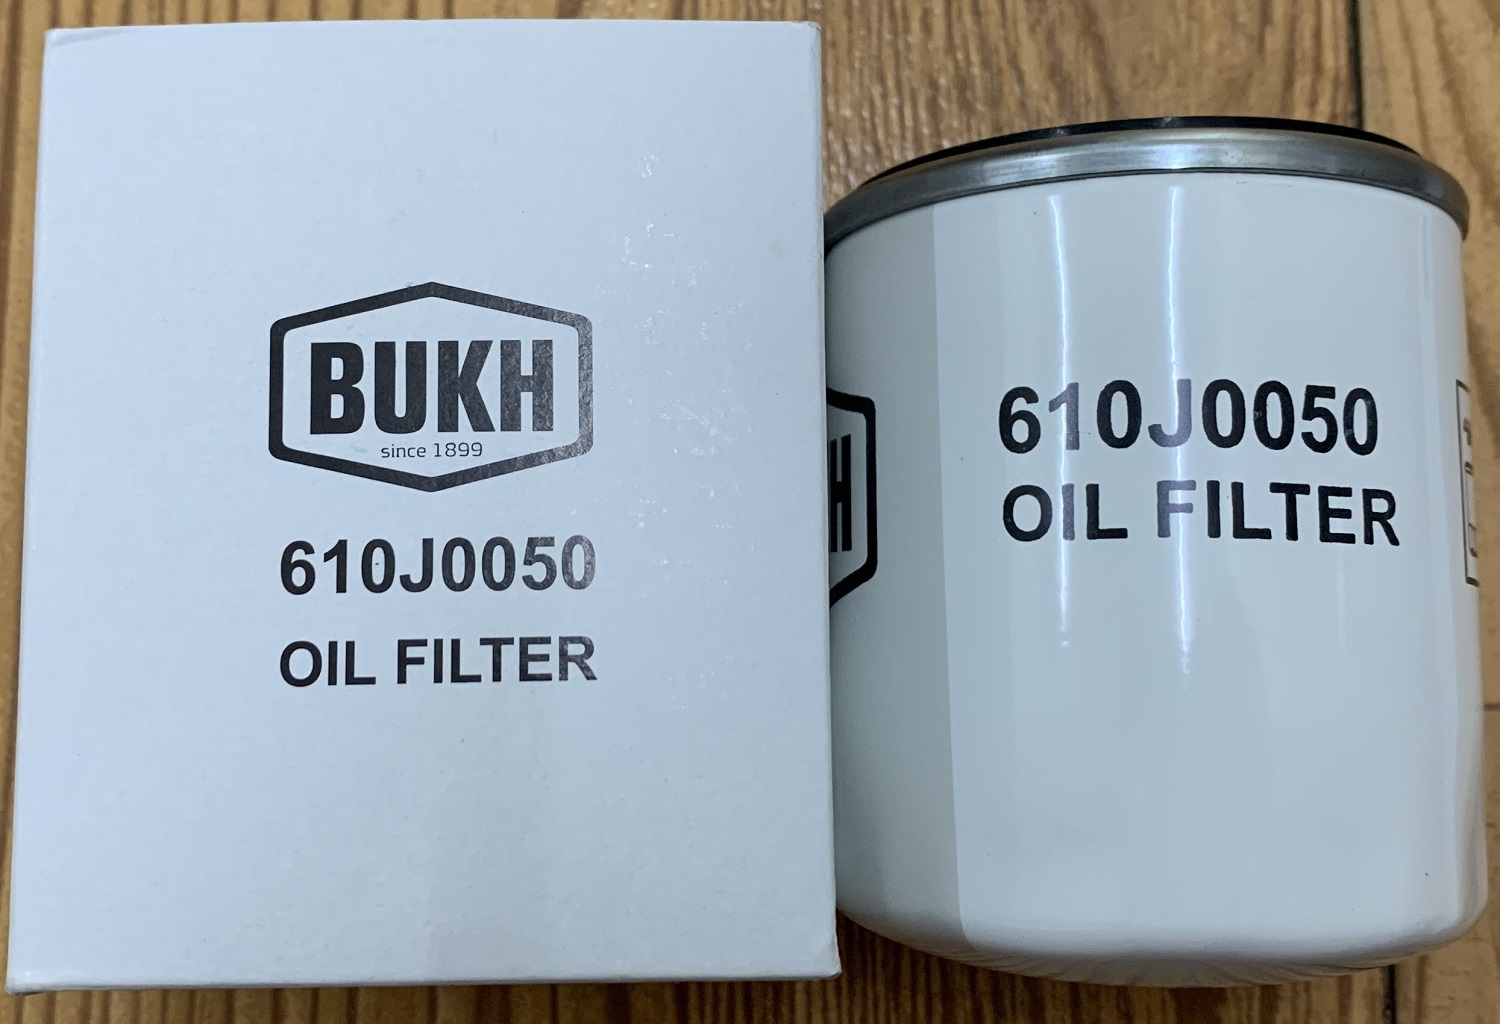 BUKH
since 1899
610J0050
OIL FILTER
610J0050
OIL FILTER